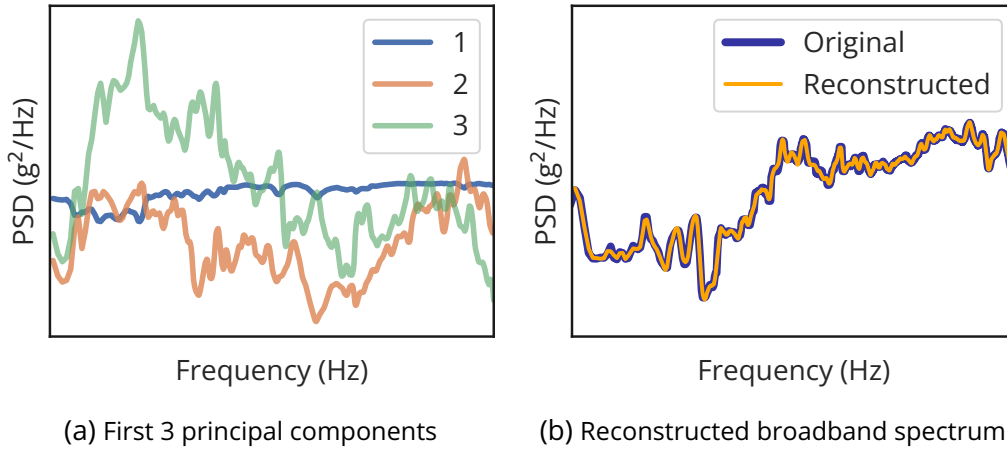 PSD (g²/Hz)
1
2
3
Frequency (Hz)
(a) First 3 principal components
PSD (g²/Hz)
Original
Reconstructed
Frequency (Hz)
(b) Reconstructed broadband spectrum